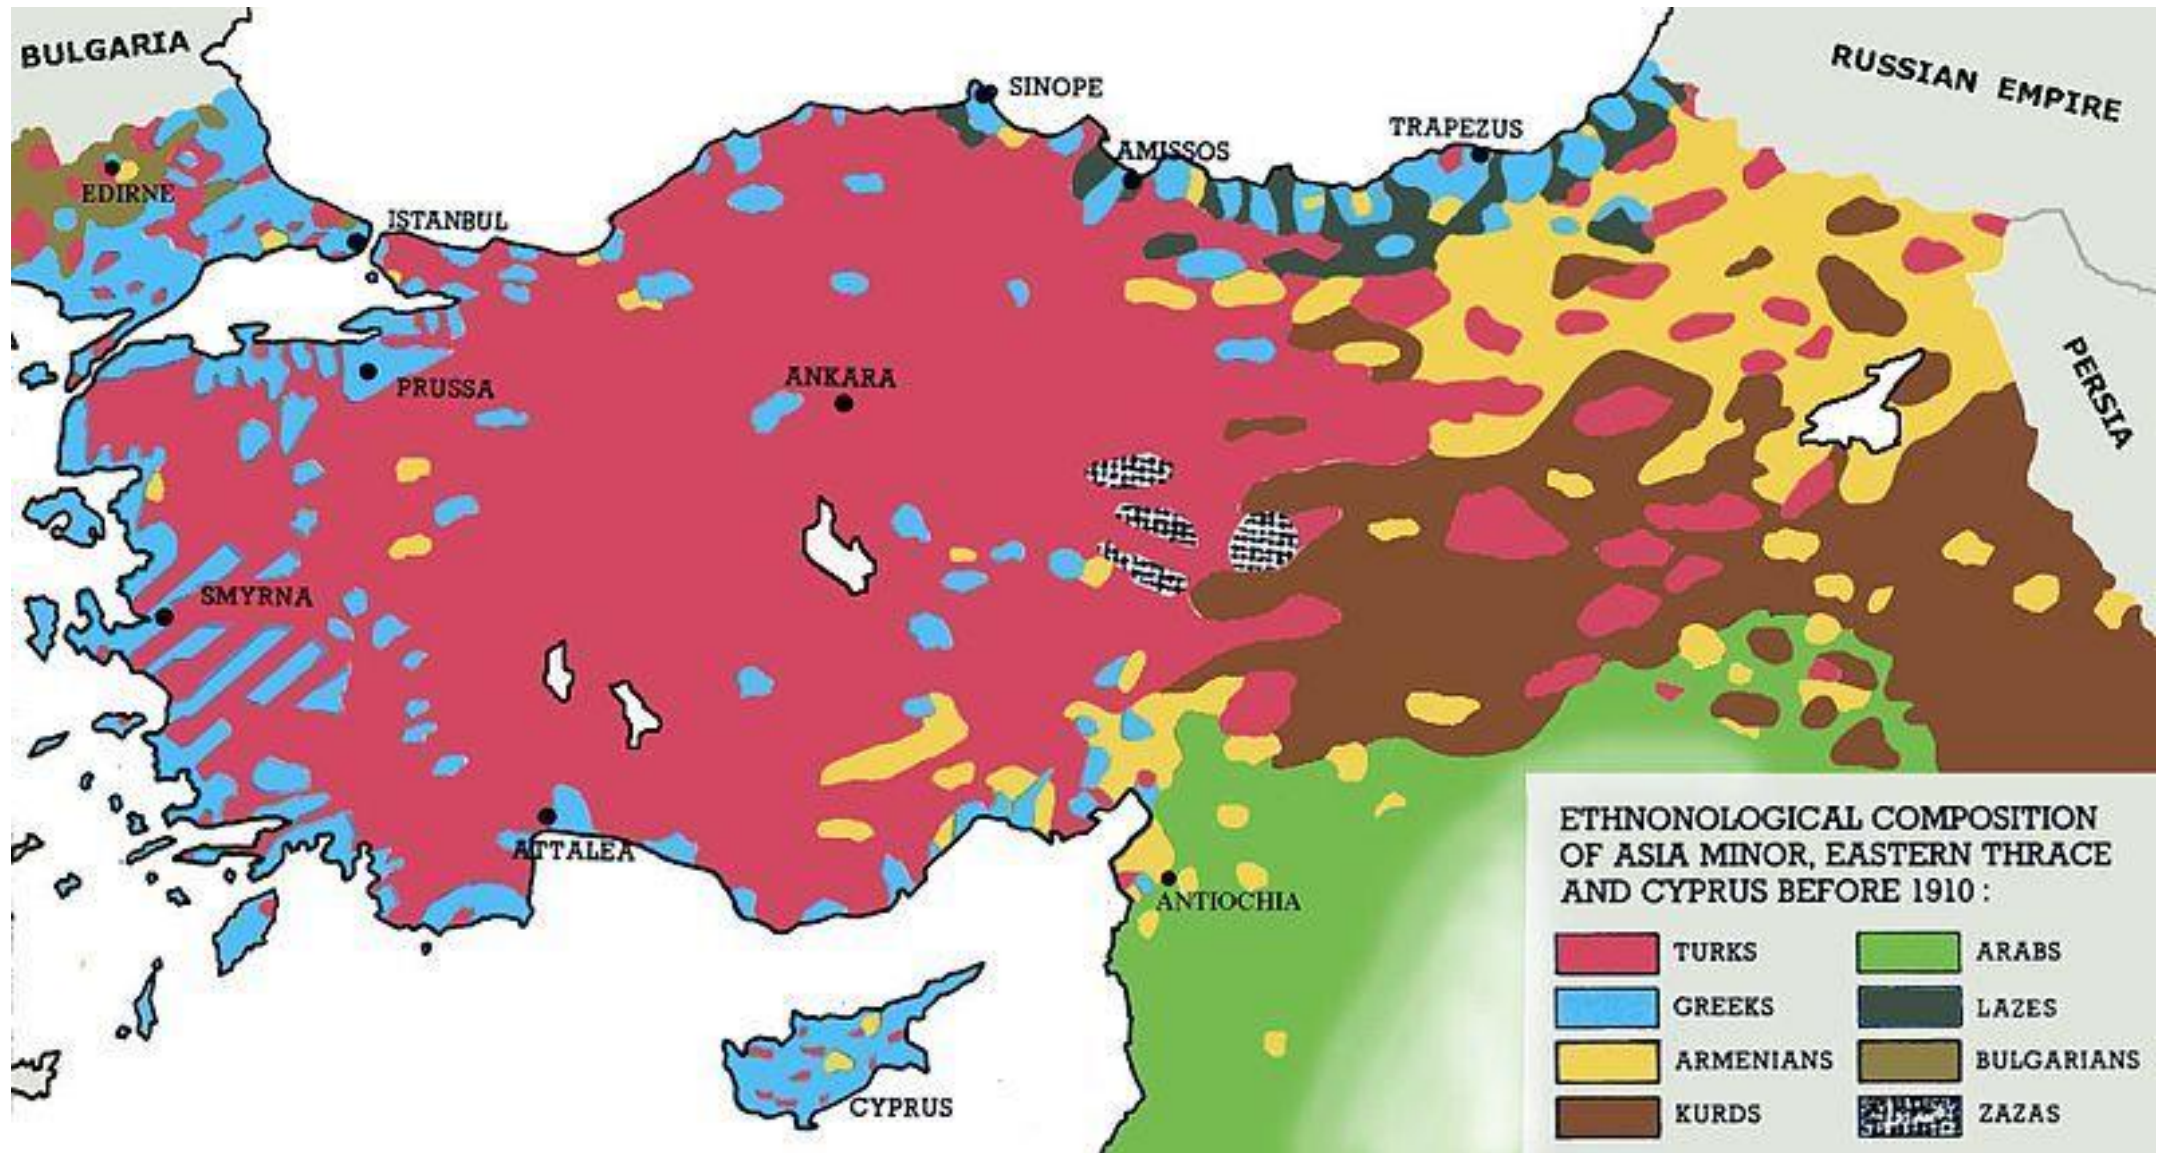 BULGARIA
RUSSIAN EMPIRE
SINOPE
TRAPEZUS
AMISSOS
EDIRNE
ISTANBUL
PERSIA
ANKARA
PRUSSA
SMYRNA
ATTALEA
ANTIOCHIA
CYPRUS
ETHNONOLOGICAL COMPOSITION
OF ASIA MINOR, EASTERN THRACE
AND CYPRUS BEFORE 1910 :
TURKS
GREEKS
ARMENIANS
KURDS
ARABS
LAZES
BULGARIANS
ZAZAS